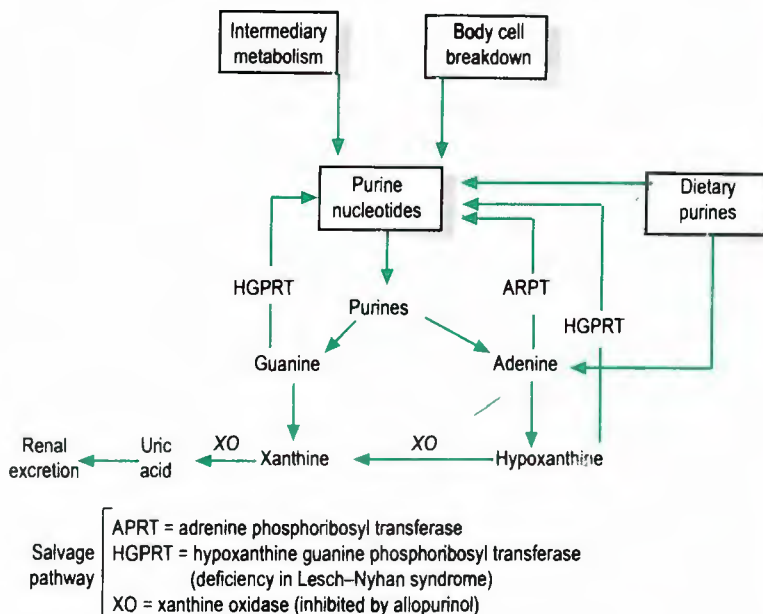 Intermediary
metabolism
Body cell
breakdown
Purine
nucleotides
Dietary
purines
HGPRT
ARPT
HGPRT
Purines
Guanine
Adenine
Renal
excretion
Uric
acid
XO
Xanthine
XO
Hypoxanthine
Salvage
pathway
APRT = adrenine phosphoribosyl transferase
HGPRT = hypoxanthine guanine phosphoribosyl transferase
(deficiency in Lesch–Nyhan syndrome)
XO = xanthine oxidase (inhibited by allopurinol)